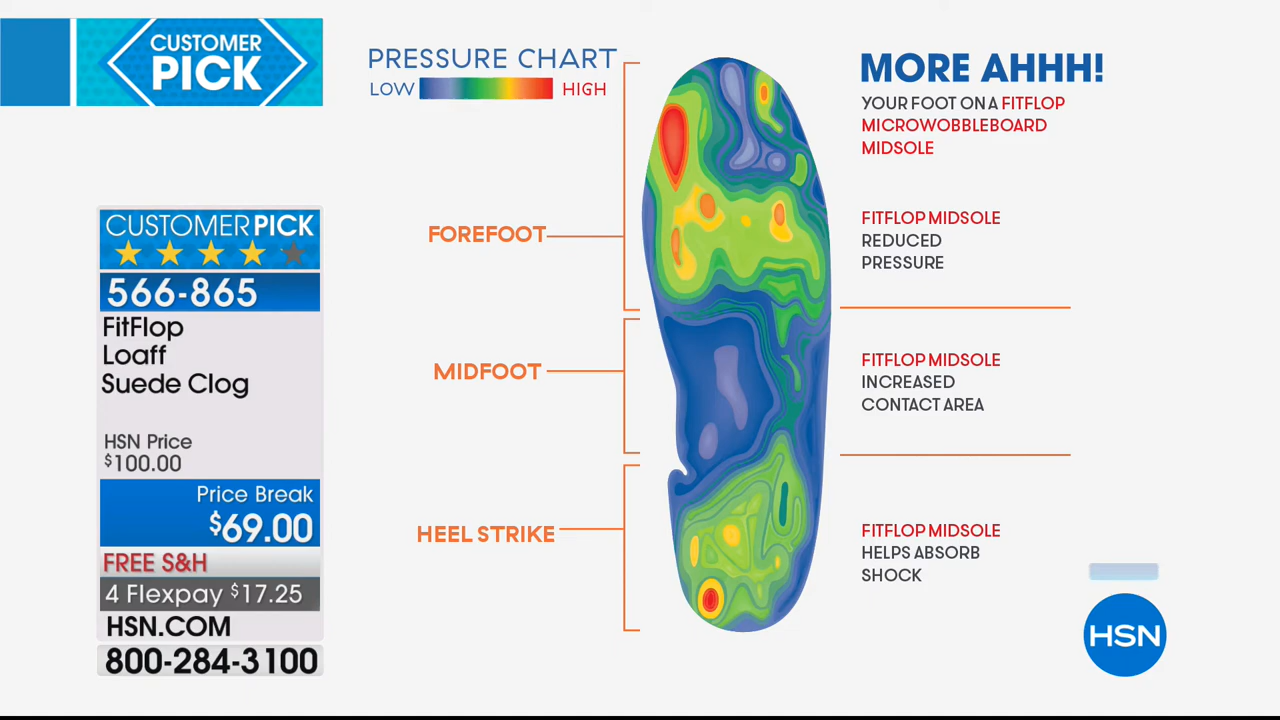 CUSTOMER
PICK
PRESSURE CHART
LOW HIGH
MORE AHHH!
YOUR FOOT ON A FITFLOP
MICROWOBBLEBOARD
MIDSOLE
CUSTOMER PICK
566-865
FitFlop
Loaff
Suede Clog
HSN Price
$100.00
Price Break
$69.00
FREE S&H
4 Flexpay $17.25
HSN.COM
800-284-3100
FOREFOOT
MIDFOOT
HEEL STRIKE
FITFLOP MIDSOLE
REDUCED
PRESSURE
FITFLOP MIDSOLE
INCREASED
CONTACT AREA
FITFLOP MIDSOLE
HELPS ABSORB
SHOCK
HSN